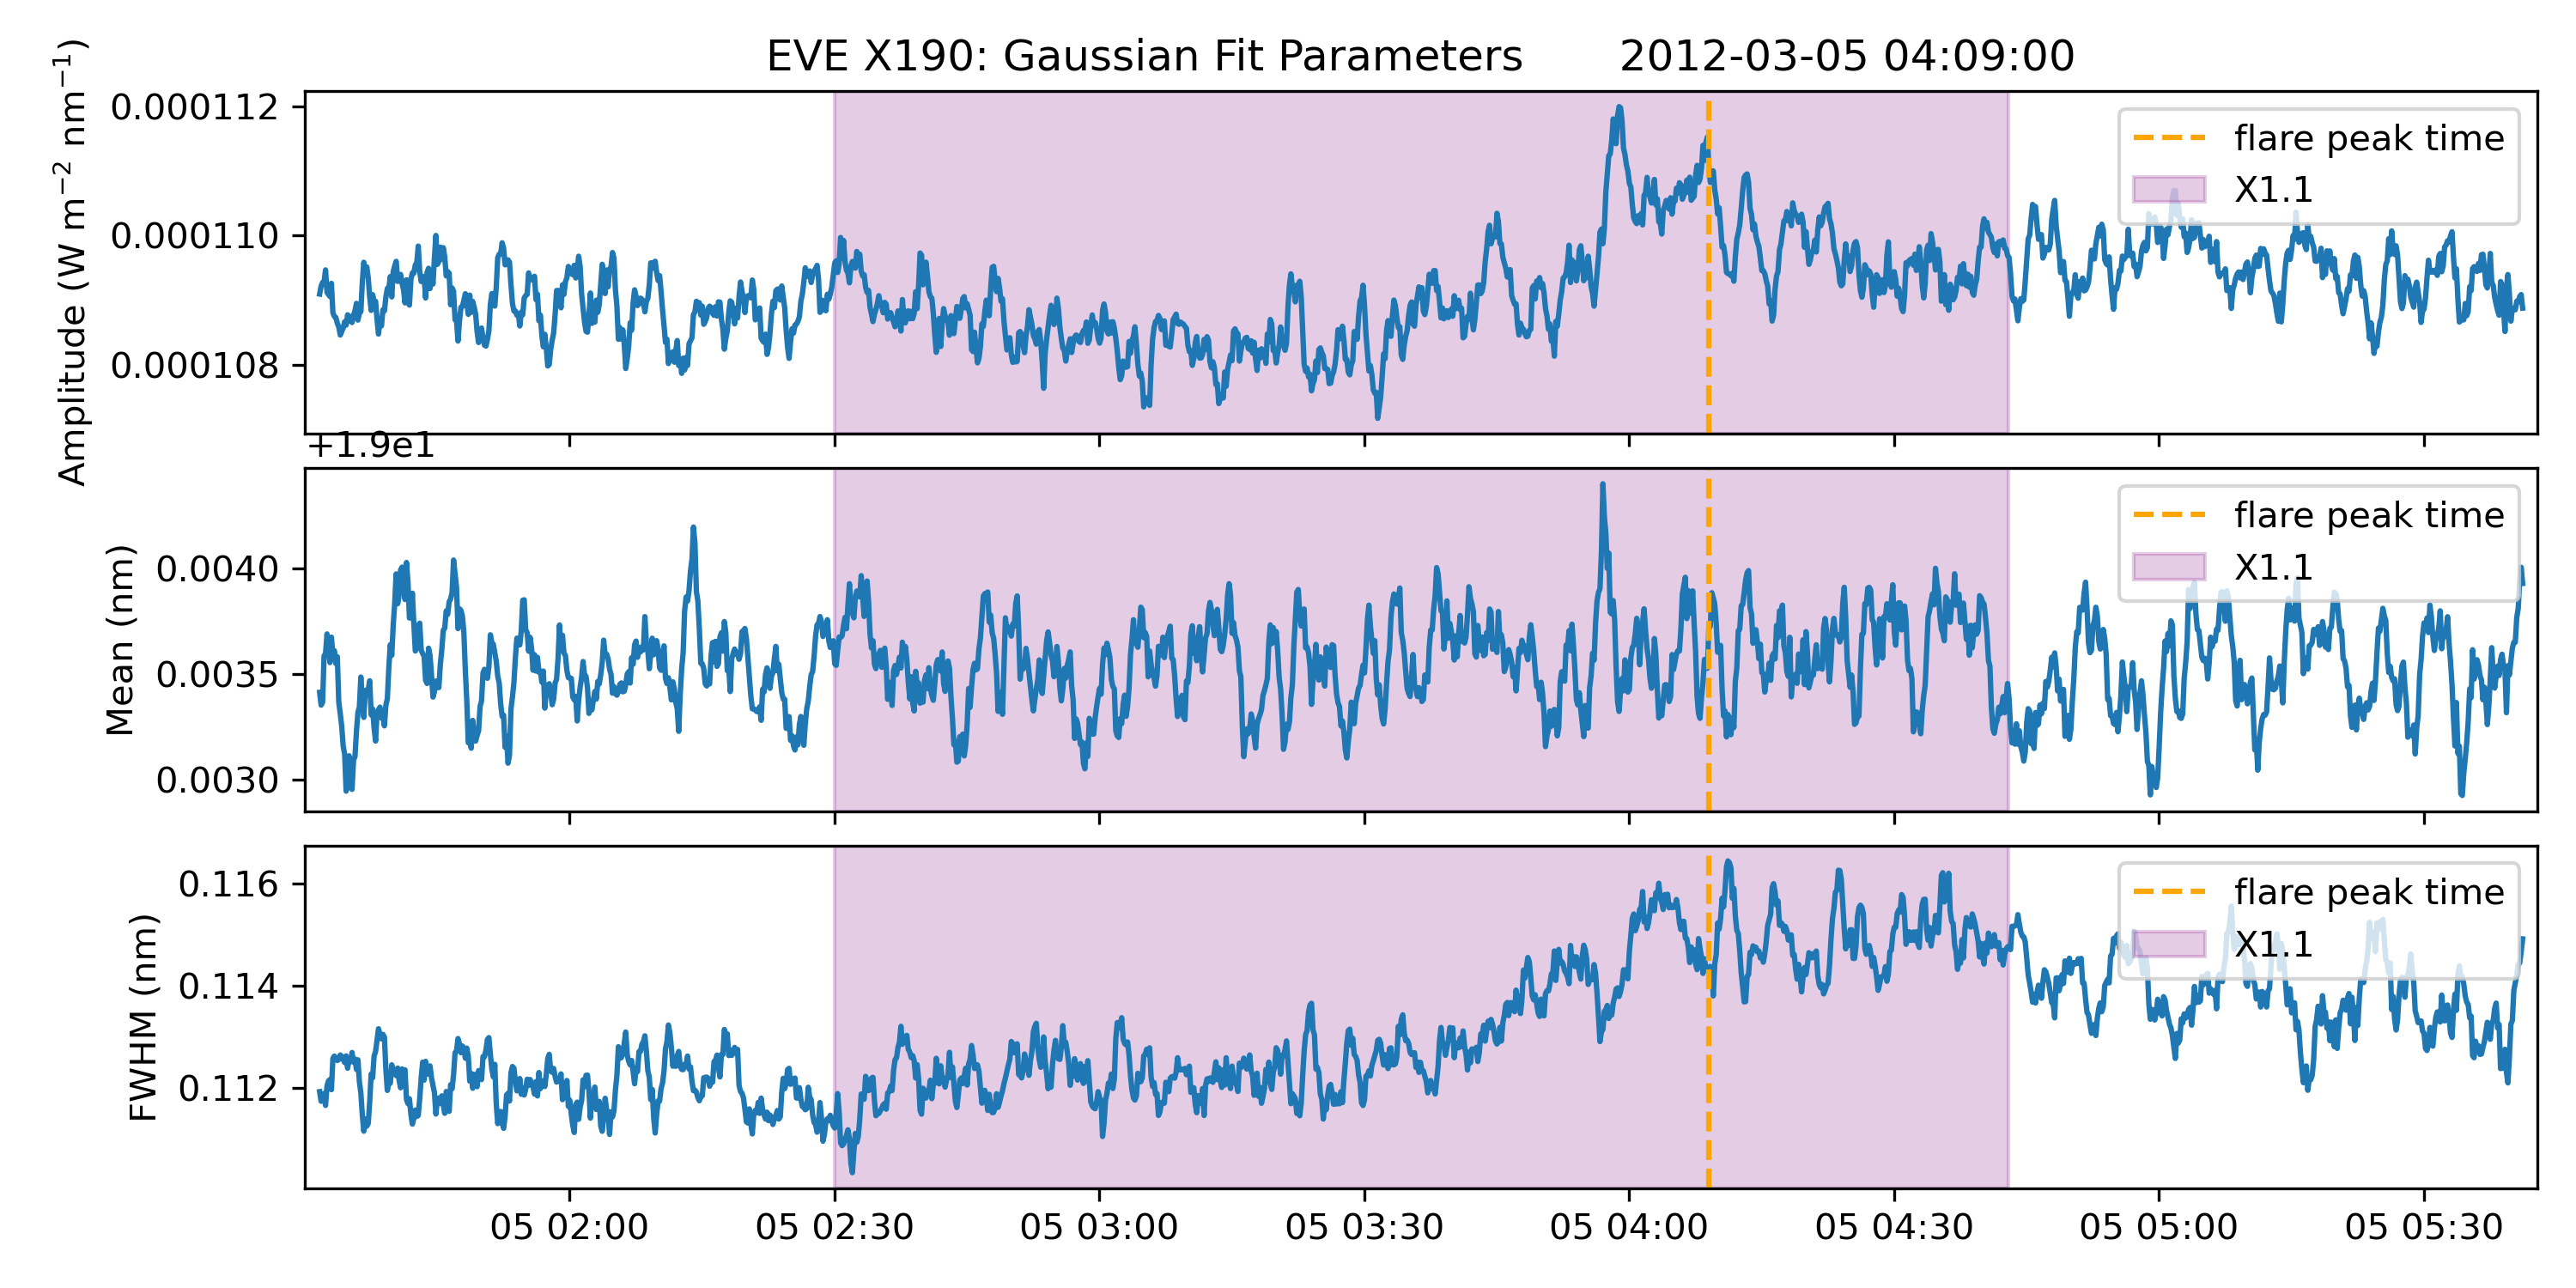 EVE X190: Gaussian Fit Parameters 2012-03-05 04:09:00
Amplitude (W m⁻² nm⁻¹)
0.000112
0.000110
0.000108
flare peak time
X1.1
+1.9e1
Mean (nm)
0.0040
0.0035
0.0030
flare peak time
X1.1
FWHM (nm)
0.116
0.114
0.112
flare peak time
X1.1
05 02:00 05 02:30 05 03:00 05 03:30 05 04:00 05 04:30 05 05:00 05 05:30